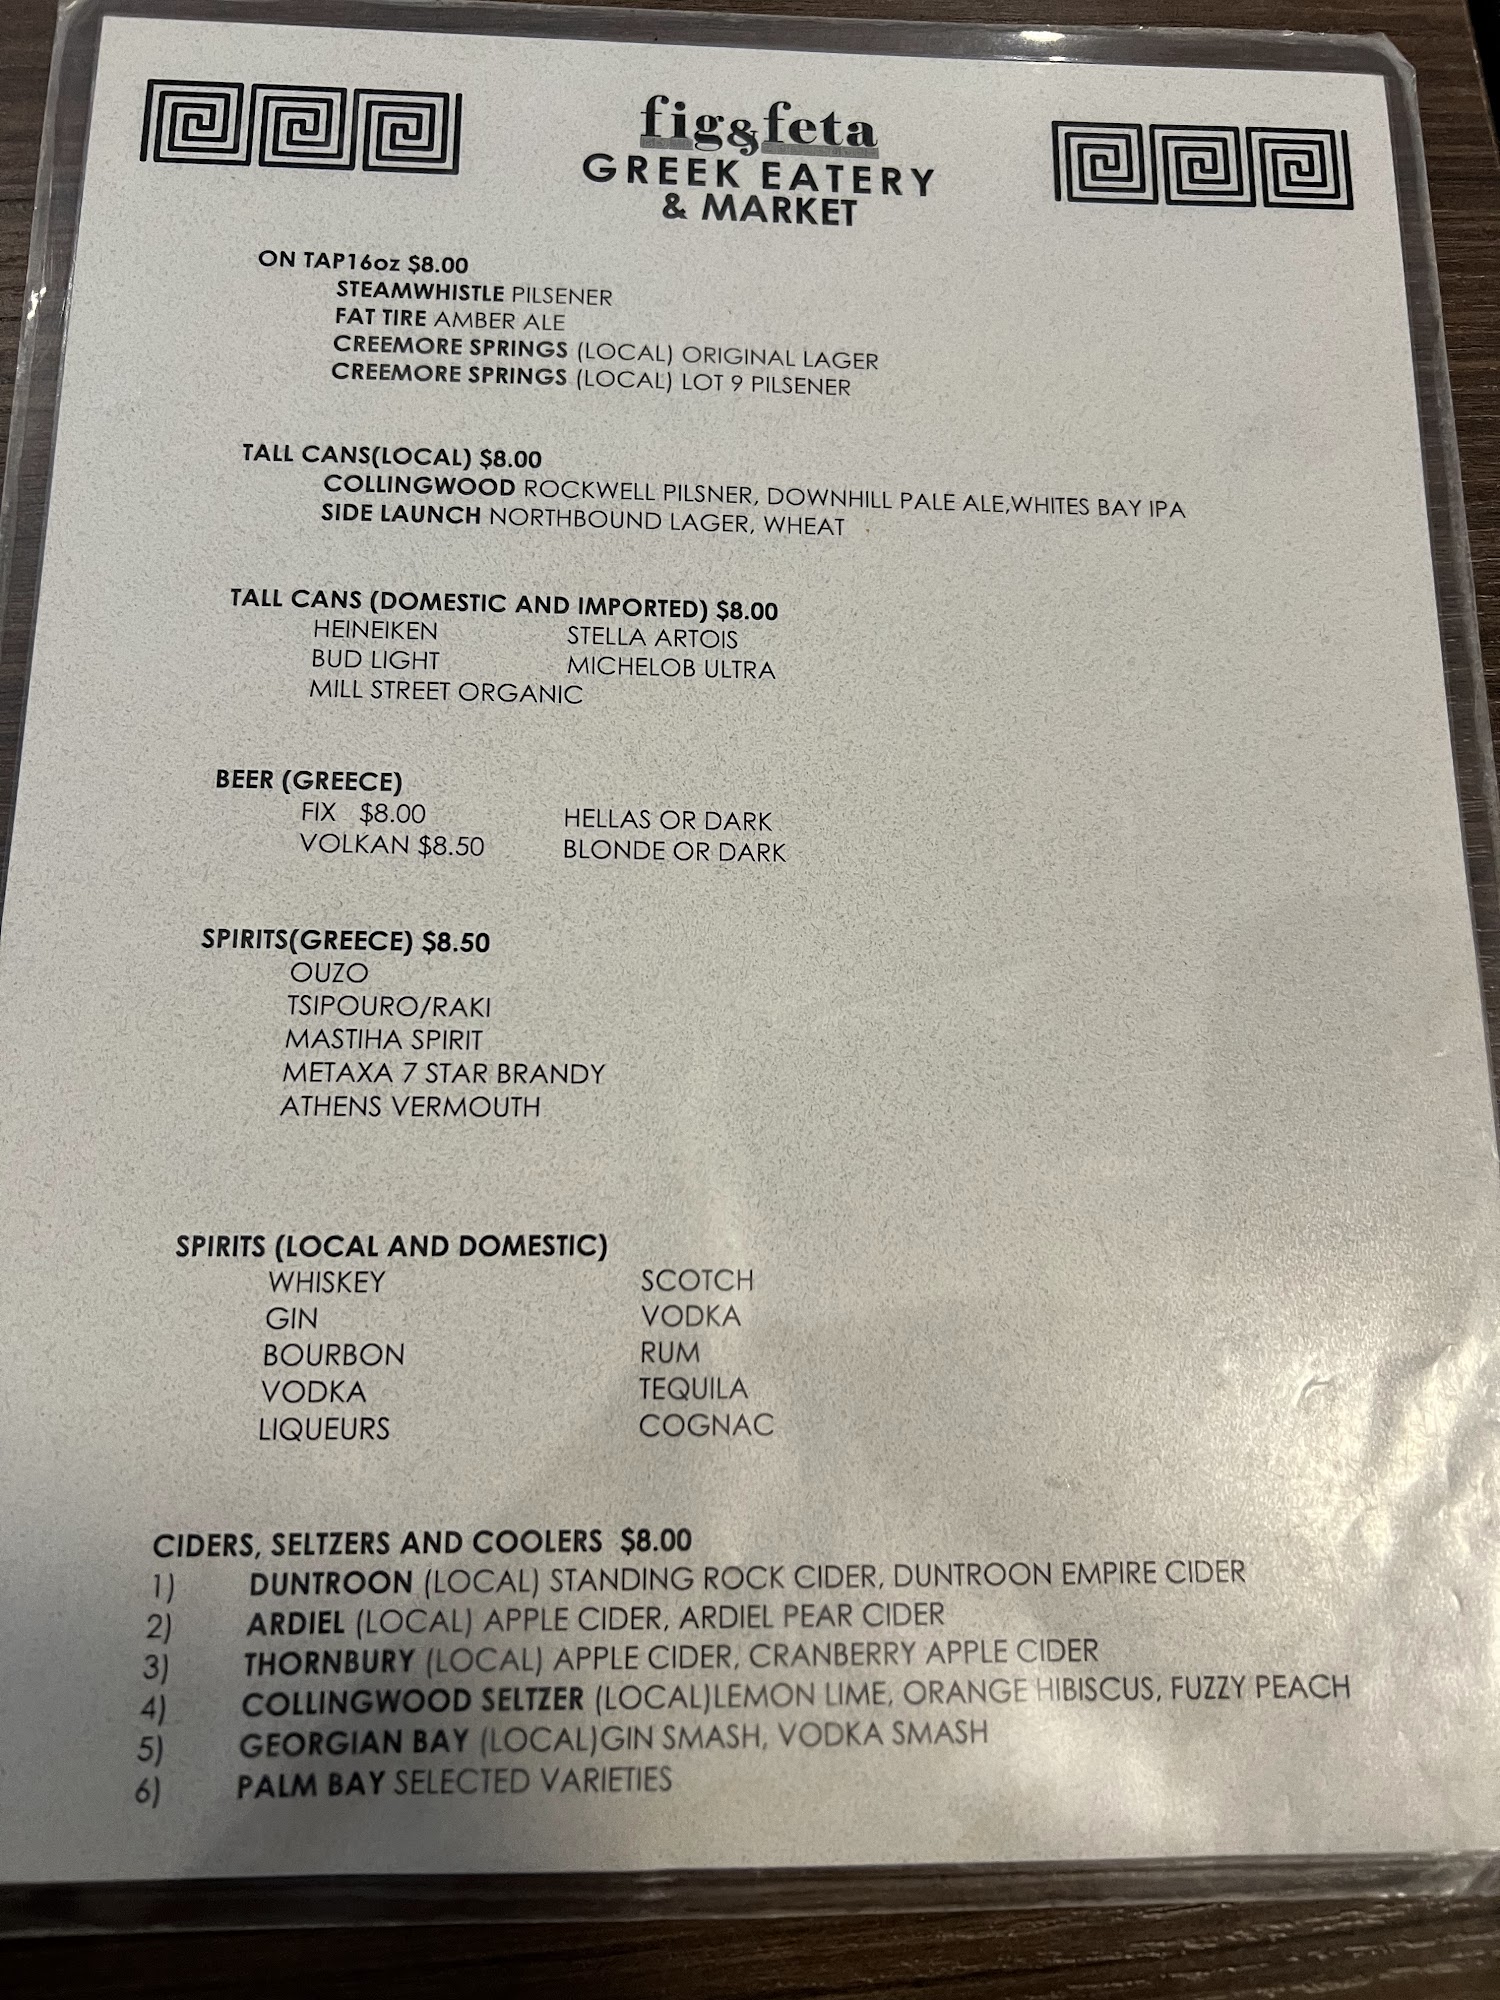 fig&feta
GREEK EATERY
& MARKET
ON TAP16oz $8.00
STEAMWHISTLE PILSENER
FAT TIRE AMBER ALE
CREEMORE SPRINGS (LOCAL) ORIGINAL LAGER
CREEMORE SPRINGS (LOCAL) LOT 9 PILSENER
TALL CANS(LOCAL) $8.00
COLLINGWOOD ROCKWELL PILSNER, DOWNHILL PALE ALE,WHITES BAY IPA
SIDE LAUNCH NORTHBOUND LAGER, WHEAT
TALL CANS (DOMESTIC AND IMPORTED) $8.00
HEINEIKEN STELLA ARTOIS
BUD LIGHT MICHELOB ULTRA
MILL STREET ORGANIC
BEER (GREECE)
FIX $8.00 HELLAS OR DARK
VOLKAN $8.50 BLONDE OR DARK
SPIRITS(GREECE) $8.50
OUZO
TSIPOURO/RAKI
MASTIHA SPIRIT
METAXA 7 STAR BRANDY
ATHENS VERMOUTH
SPIRITS (LOCAL AND DOMESTIC)
WHISKEY SCOTCH
GIN VODKA
BOURBON RUM
VODKA TEQUILA
LIQUEURS COGNAC
CIDERS, SELTZERS AND COOLERS $8.00
1) DUNTROON (LOCAL) STANDING ROCK CIDER, DUNTROON EMPIRE CIDER
2) ARDIEL (LOCAL) APPLE CIDER, ARDIEL PEAR CIDER
3) THORNBURY (LOCAL) APPLE CIDER, CRANBERRY APPLE CIDER
4) COLLINGWOOD SELTZER (LOCAL)LEMON LIME, ORANGE HIBISCUS, FUZZY PEACH
5) GEORGIAN BAY (LOCAL)GIN SMASH, VODKA SMASH
6) PALM BAY SELECTED VARIETIES